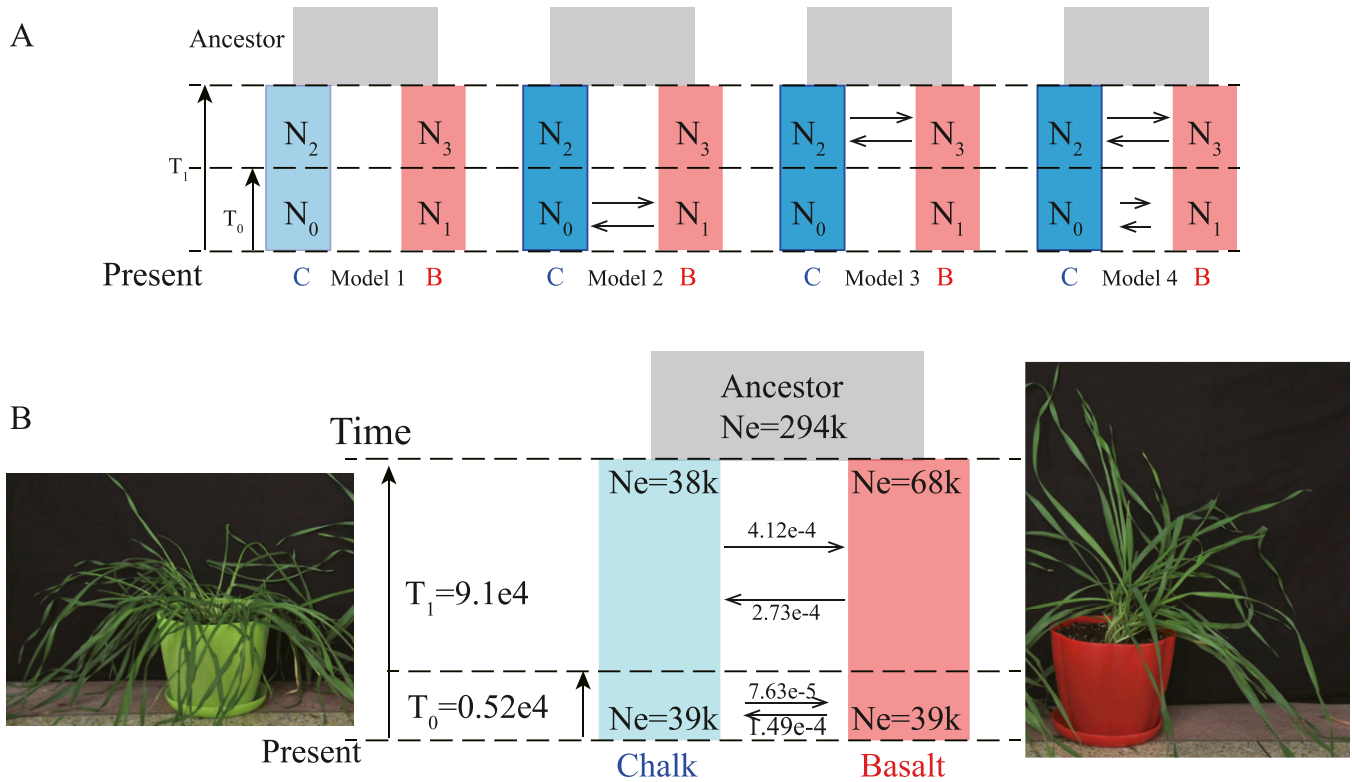 A
Ancestor
N₂ N₃ N₂ N₃ N₂ N₃ N₂ N₃
T₁
T₀
N₀ N₁ N₀ N₁ N₀ N₁ N₀ N₁
Present
C Model 1 B C Model 2 B C Model 3 B C Model 4 B
B
Ancestor
Ne=294k
Time
Ne=38k Ne=68k
4.12e-4
T₁=9.1e4
2.73e-4
7.63e-5
T₀=0.52e4
Ne=39k Ne=39k
1.49e-4
Present
Chalk Basalt